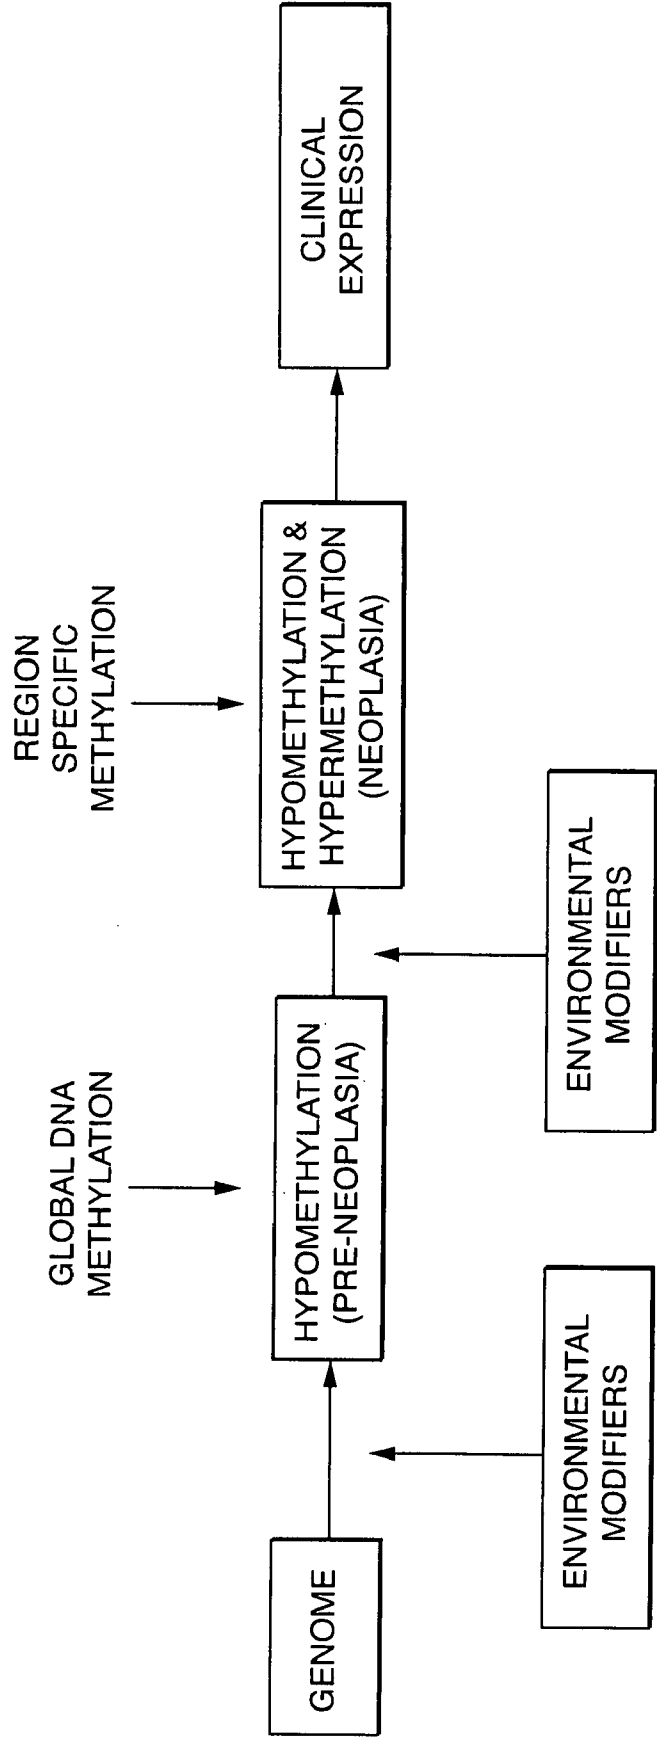 GLOBAL DNA
METHYLATION
REGION
SPECIFIC
METHYLATION
GENOME
HYPOMETHYLATION
(PRE-NEOPLASIA)
HYPOMETHYLATION &
HYPERMETHYLATION
(NEOPLASIA)
CLINICAL
EXPRESSION
ENVIRONMENTAL
MODIFIERS
ENVIRONMENTAL
MODIFIERS